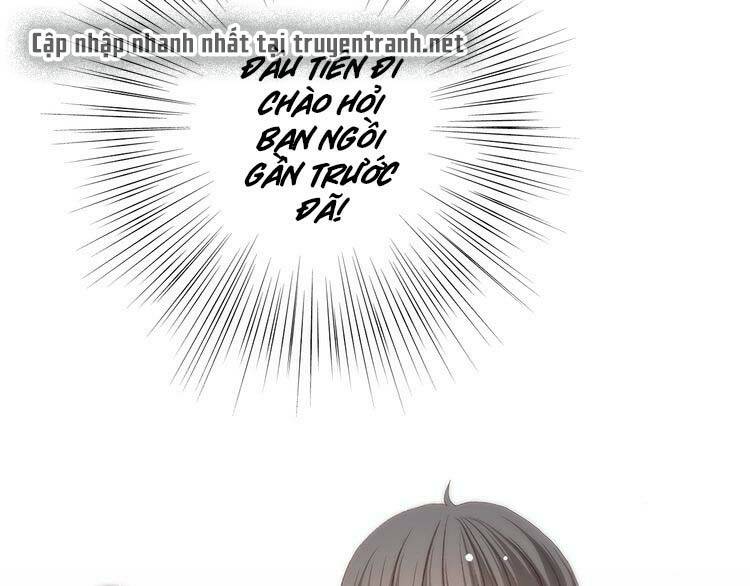 Cập nhập nhanh nhất tại truyentranh.net
ĐẦU TIÊN ĐI
CHÀO HỎI
BẠN NGỒI
GẦN TRƯỚC
ĐÃ!